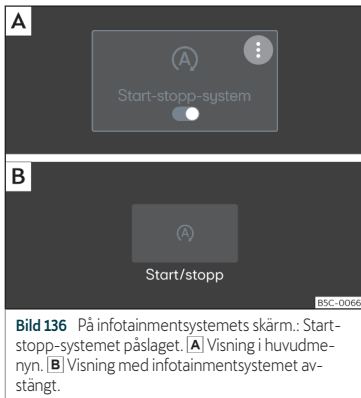 A
Start-stopp-system
B
Start/stopp
B5C-0066
Bild 136 På infotainmentsystemets skärm.: Start-
stopp-systemet påslaget. A Visning i huvudme-
nyn. B Visning med infotainmentsystemet av-
stängt.